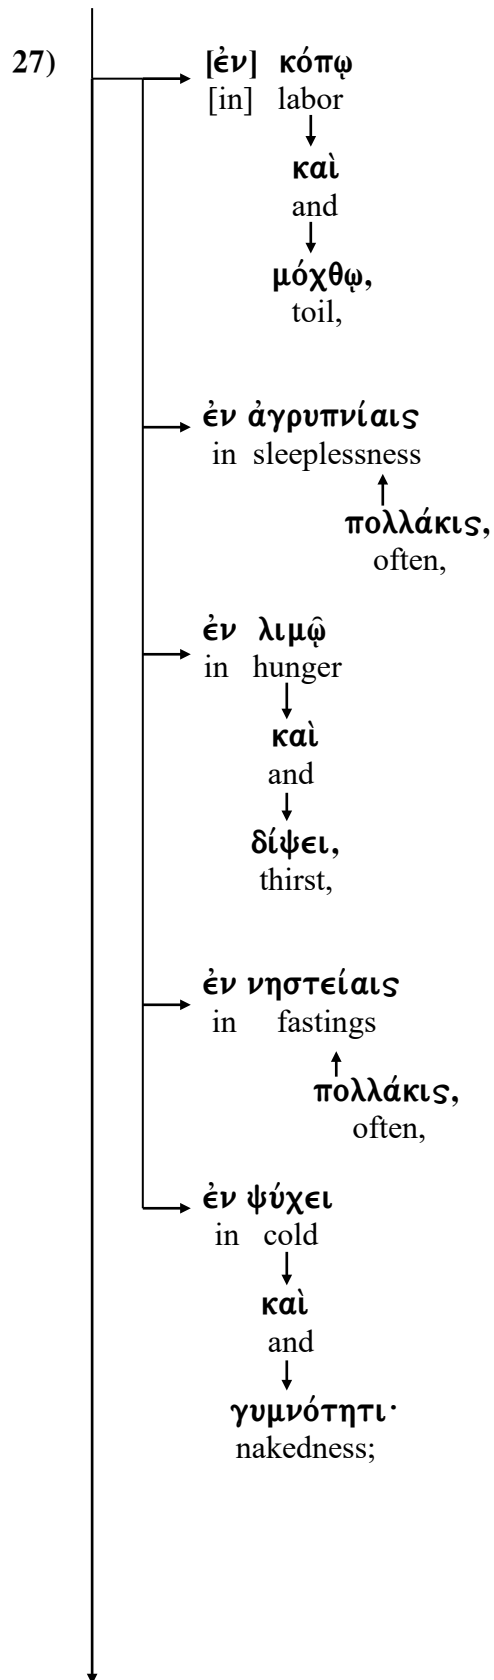 27) [ἐν] κόπῳ
[in] labor
καὶ
and
μόχθῳ,
toil,
ἐν ἀγρυπνίαις
in sleeplessness
πολλάκις,
often,
ἐν λιμῷ
in hunger
καὶ
and
δίψει,
thirst,
ἐν νηστείαις
in fastings
πολλάκις,
often,
ἐν ψύχει
in cold
καὶ
and
γυμνότητι·
nakedness;